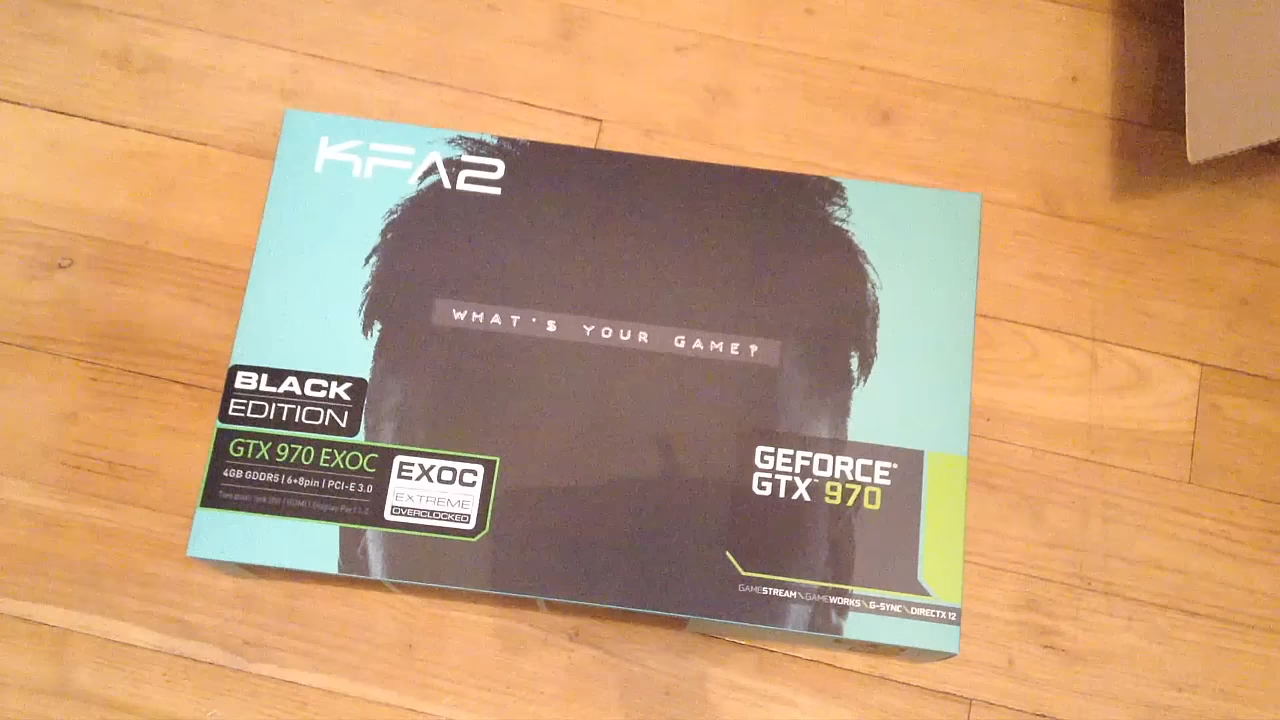 KFA2
WHAT'S YOUR GAME?
BLACK
EDITION
GTX 970 EXOC
4GB GDDR5 | 6+8pin | PCI-E 3.0
EXOC
EXTREME
OVERCLOCKED
GEFORCE®
GTX™ 970
GAMESTREAM \ GAMEWORKS \ G-SYNC \ DIRECTX 12